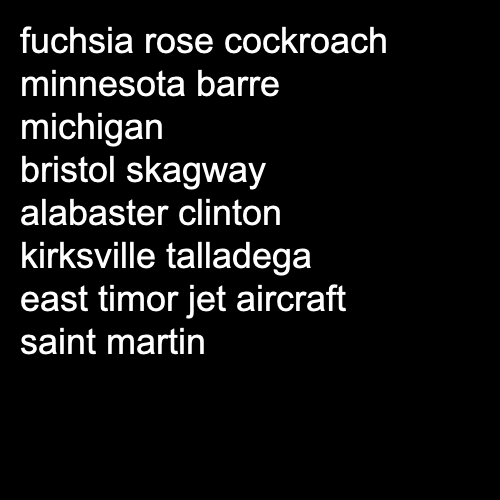 fuchsia rose cockroach
minnesota barre
michigan
bristol skagway
alabaster clinton
kirksville talladega
east timor jet aircraft
saint martin